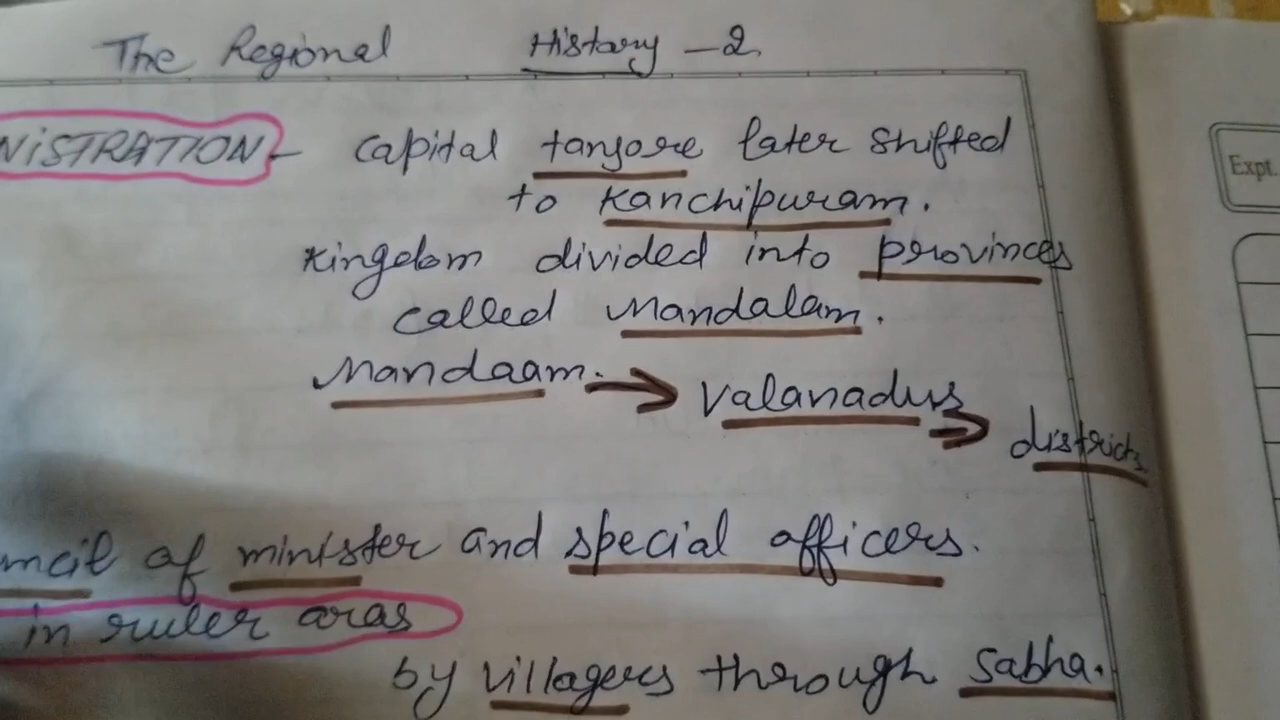 The Regional History -2
NISTRATION - Capital tanjore later shifted
to Kanchipuram.
Kingdom divided into provinces
called Mandalam.
Mandaam. → Valanadus
→ districts
ncil of minister and special officers.
in ruler aras
by villagers through sabha.
Expt.